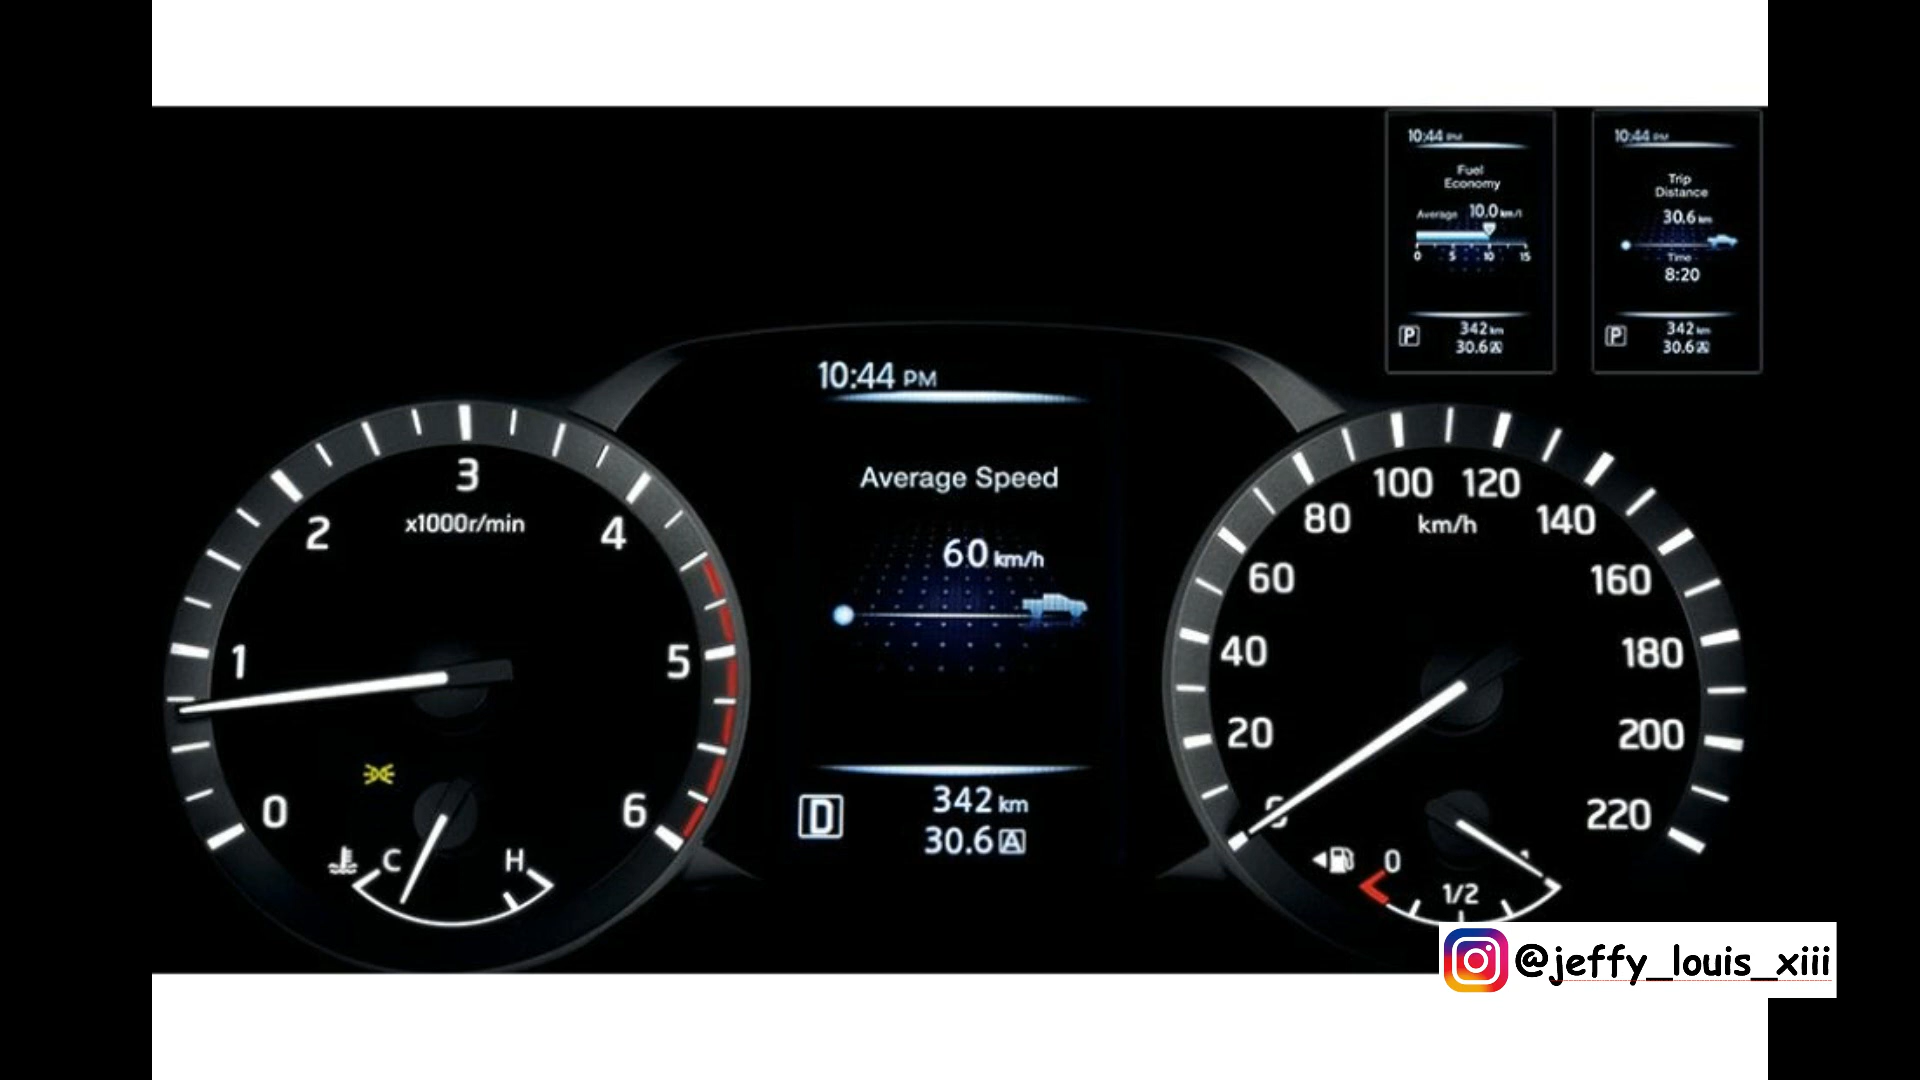 10:44 PM
Fuel
Economy
Average 10.0 km/l
0 5 10 15
P
342 km
30.6 A
10:44 PM
Trip
Distance
30.6 km
Time
8:20
P
342 km
30.6 A
10:44 PM
Average Speed
60 km/h
D
342 km
30.6 A
0
1
2
3
4
5
6
x1000r/min
C
H
0
20
40
60
80
100
120
140
160
180
200
220
km/h
0
1/2
@jeffy_louis_xiii